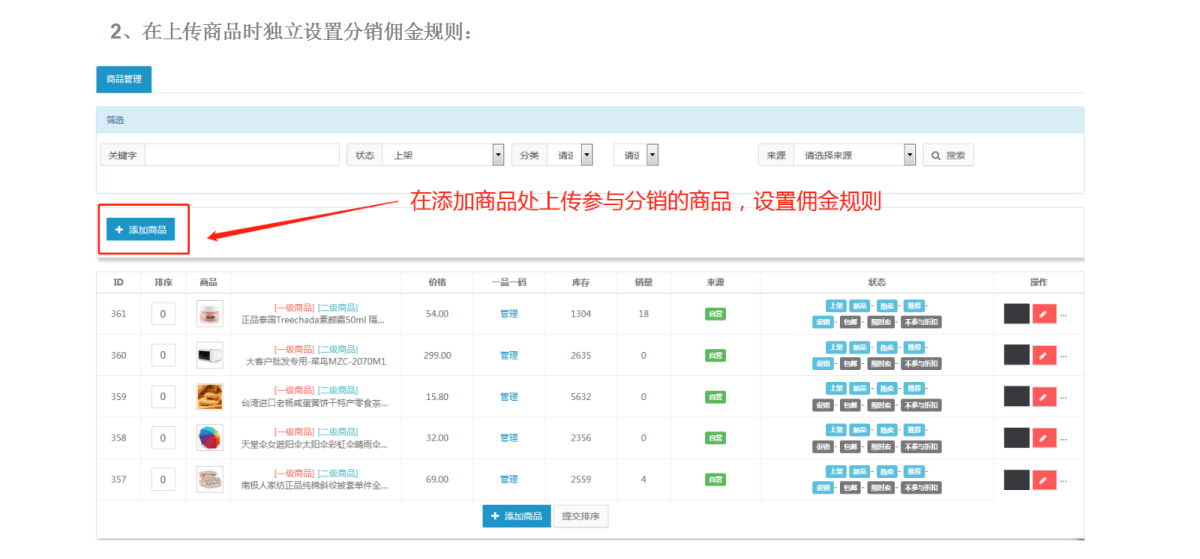 2、在上传商品时独立设置分销佣金规则：
商品管理
筛选
关键字 状态 上架 分类 来源 请选择来源 搜索
在添加商品处上传参与分销的商品，设置佣金规则
+ 添加商品
ID 排序 商品 价格 一品一码 库存 销量 来源 状态 操作
[一级商品] [二级商品] 上架 新品- 热卖- 推荐-
361 0 正品泰国Treechada素颜霜50ml 隔... 54.00 管理 1304 18 自营 促销- 包邮- 限时卖- 不参与折扣 ...
[一级商品] [二级商品] 上架 新品- 热卖- 推荐-
360 0 大客户批发专用-菜鸟MZC-2070M1 299.00 管理 2635 0 自营 促销- 包邮- 限时卖- 不参与折扣 ...
[一级商品] [二级商品] 上架 新品- 热卖- 推荐-
359 0 台湾进口老杨咸蛋黄饼干特产零食茶... 15.80 管理 5632 0 自营 促销- 包邮- 限时卖- 不参与折扣 ...
[一级商品] [二级商品] 上架 新品- 热卖- 推荐-
358 0 天堂伞女遮阳伞太阳伞彩虹伞晴雨伞... 32.00 管理 2356 0 自营 促销- 包邮- 限时卖- 不参与折扣 ...
[一级商品] [二级商品] 上架 新品- 热卖- 推荐-
357 0 南极人家纺正品纯棉斜纹被套单件全... 69.00 管理 2559 4 自营 促销- 包邮- 限时卖- 不参与折扣 ...
+ 添加商品 提交排序